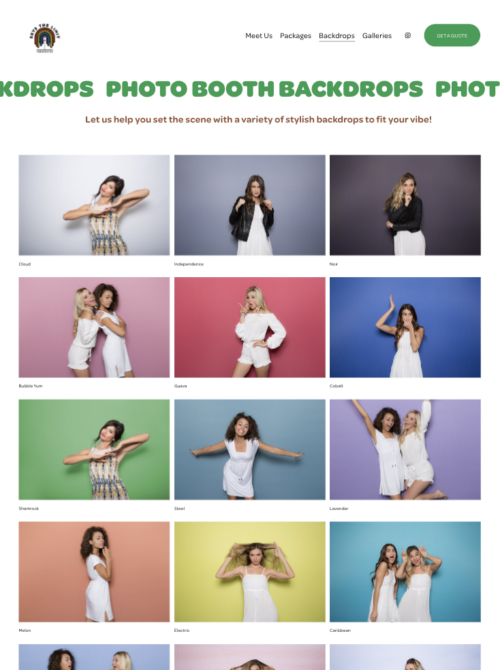 Meet Us Packages Backdrops Galleries GET A QUOTE
KDROPS PHOTO BOOTH BACKDROPS PHOT
Let us help you set the scene with a variety of stylish backdrops to fit your vibe!
Cloud Independence Noir
Bubble Yum Guava Cobalt
Shamrock Steel Lavender
Melon Electric Caribbean